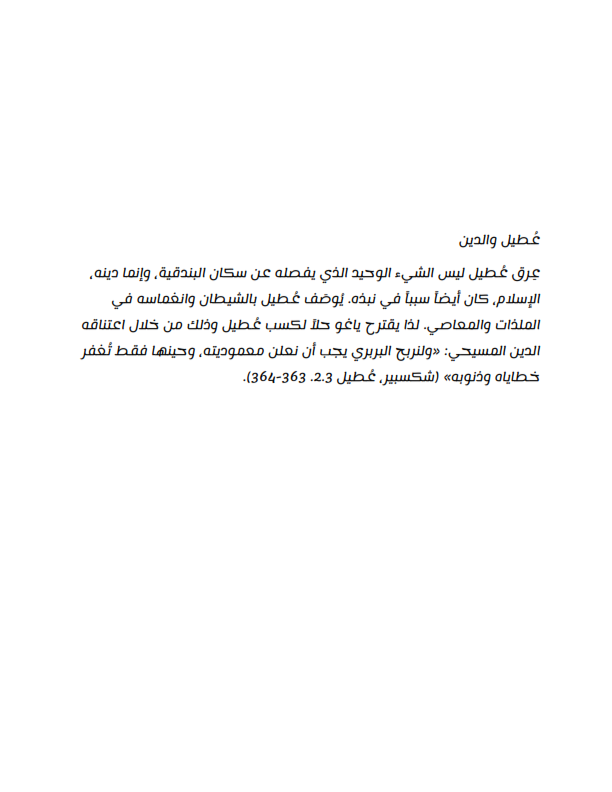 عُطيل والدين
عِرق عُطيل ليس الشيء الوحيد الذي يفصله عن سكان البندقية، وإنما دينه،
الإسلام، كان أيضاً سبباً في نبذه. يُوصَف عُطيل بالشيطان وانغماسه في
الملذات والمعاصي. لذا يقترح ياغو حلاً لكسب عُطيل وذلك من خلال اعتناقه
الدين المسيحي: «ولنربح البربري يجب أن نعلن معموديته، وحينها فقط تُغفر
خطاياه وذنوبه» (شكسبير، عُطيل 2.3. 363-364).